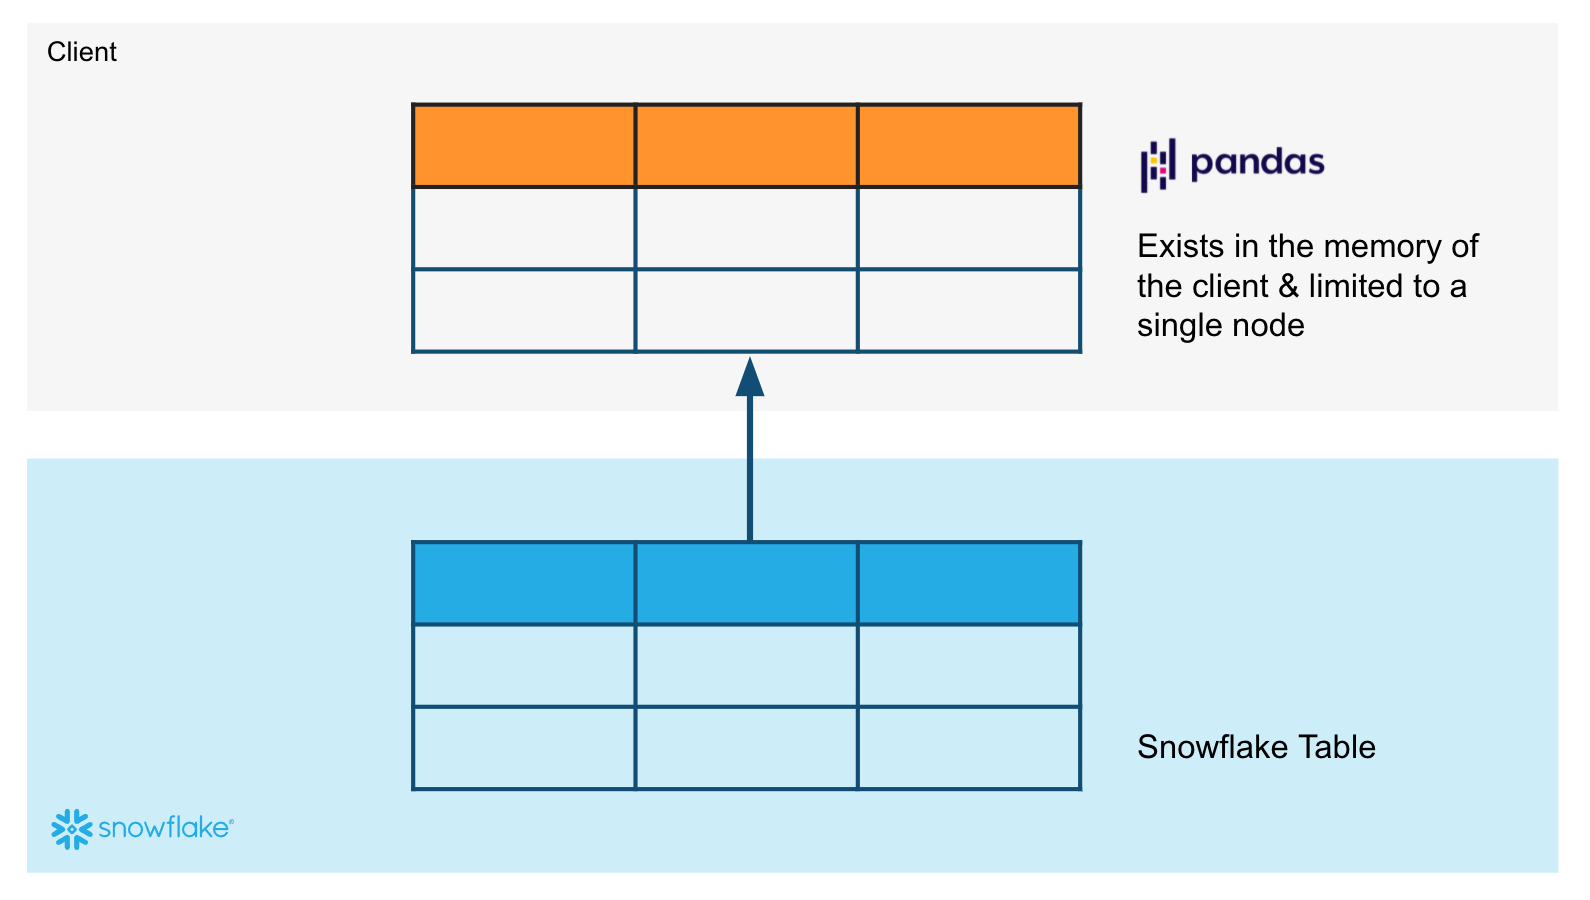 Client
pandas
Exists in the memory of
the client & limited to a
single node
Snowflake Table
snowflake®